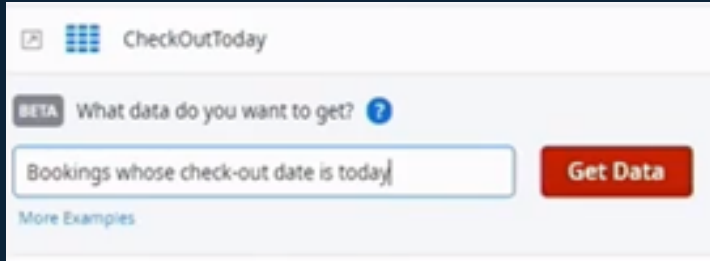 CheckOutToday
BETA What data do you want to get? ?
Bookings whose check-out date is today
Get Data
More Examples